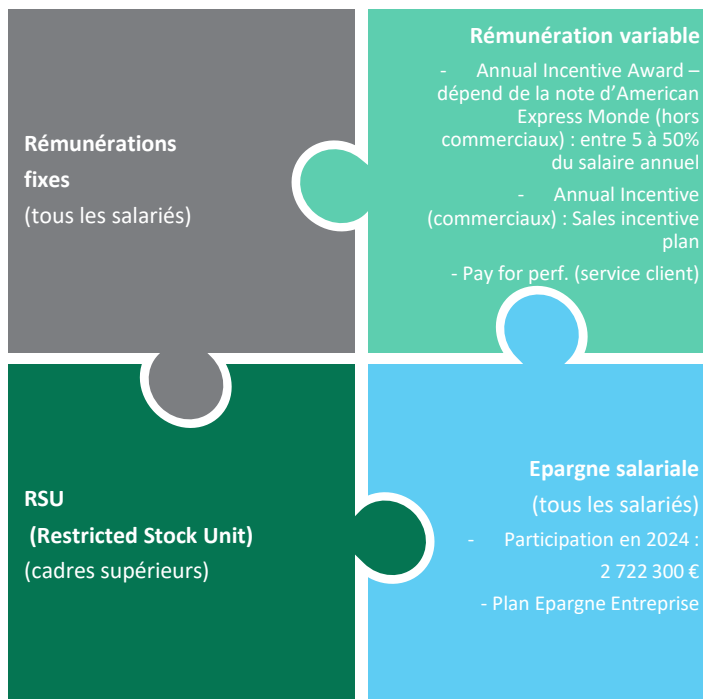 Rémunérations
fixes
(tous les salariés)
Rémunération variable
- Annual Incentive Award –
dépend de la note d’American
Express Monde (hors
commerciaux) : entre 5 à 50%
du salaire annuel
- Annual Incentive
(commerciaux) : Sales incentive
plan
- Pay for perf. (service client)
RSU
(Restricted Stock Unit)
(cadres supérieurs)
Epargne salariale
(tous les salariés)
- Participation en 2024 :
2 722 300 €
- Plan Epargne Entreprise